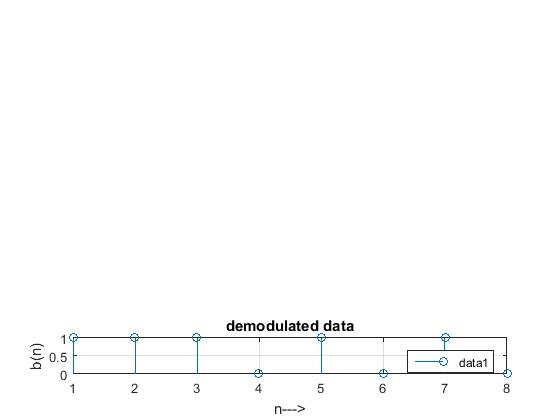 demodulated data
b(n)
1
0.5
0
data1
1 2 3 4 5 6 7 8
n--->